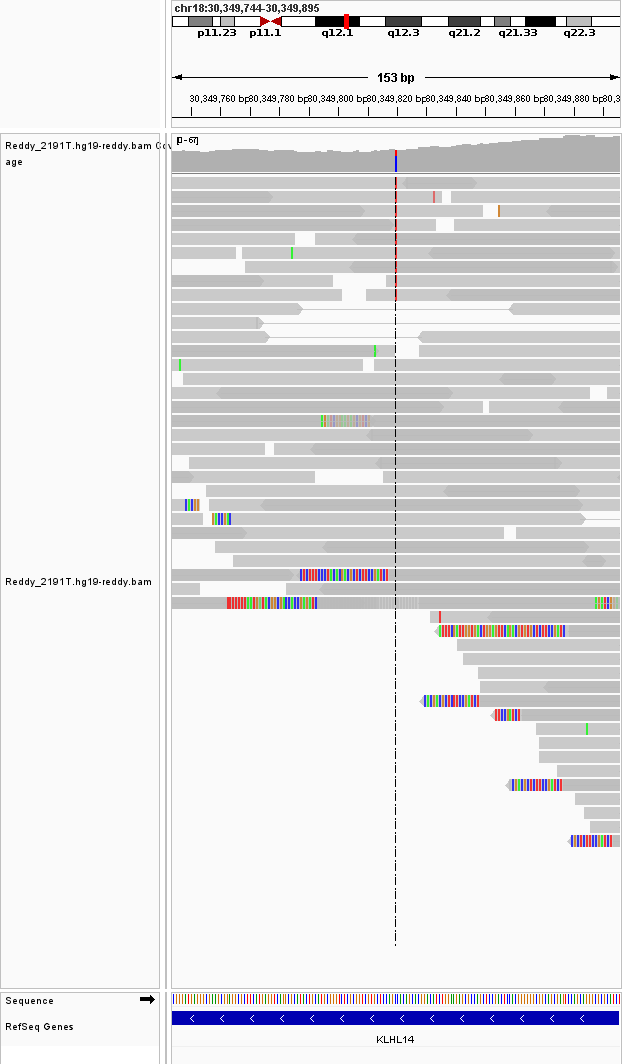 chr18:30,349,744-30,349,895
p11.23 p11.1 q12.1 q12.3 q21.2 q21.33 q22.3
153 bp
30,349,760 bp 30,349,780 bp 30,349,800 bp 30,349,820 bp 30,349,840 bp 30,349,860 bp 30,349,880 bp 30,3
Reddy_2191T.hg19-reddy.bam Cov
age
[0 - 67]
Reddy_2191T.hg19-reddy.bam
Sequence
RefSeq Genes
KLHL14